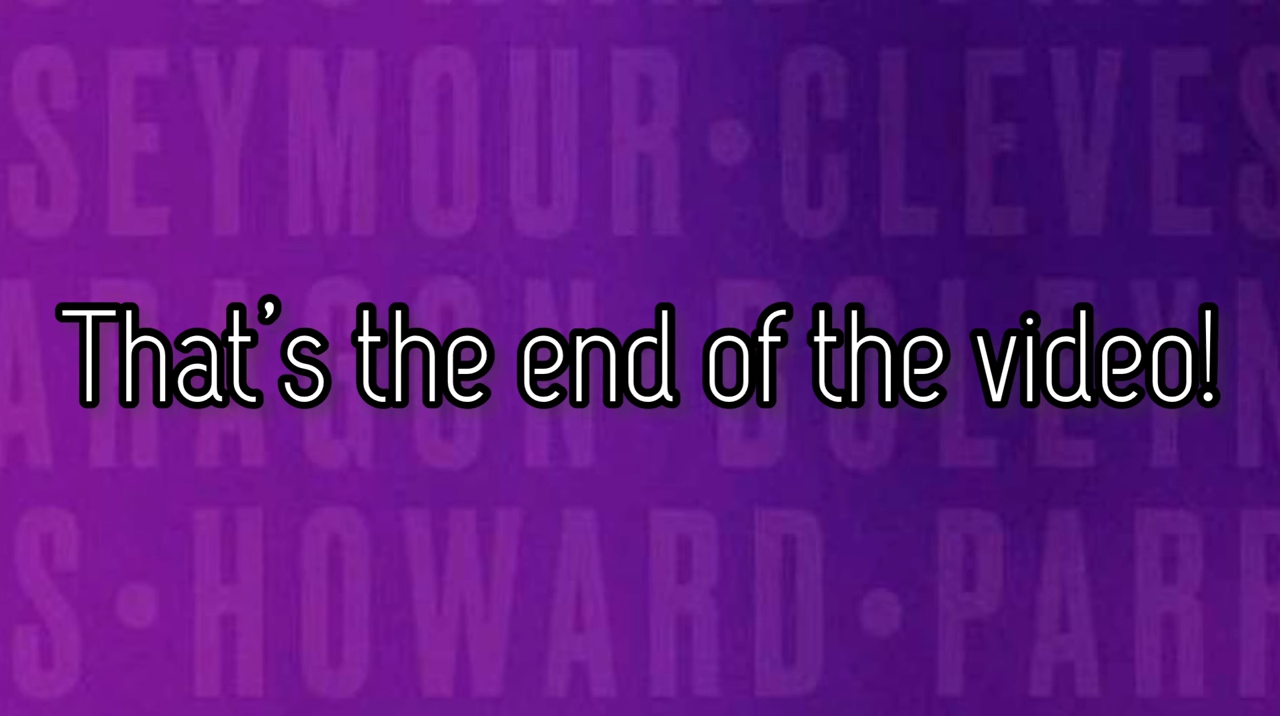 SEYMOUR•CLEVES
ARAGON BOLEYN
That's the end of the video!
S•HOWARD•PARR